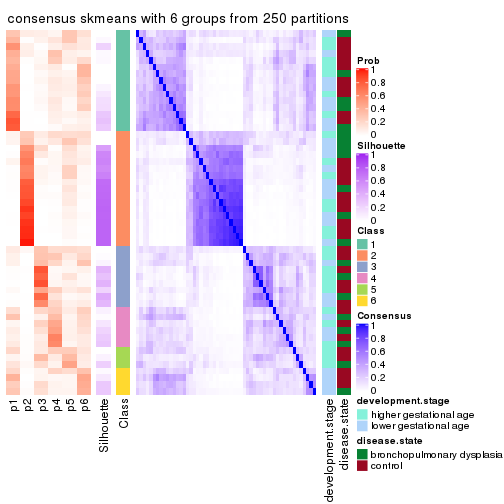 consensus skmeans with 6 groups from 250 partitions
Prob
1
0.8
0.6
0.4
0.2
0
Silhouette
1
0.8
0.6
0.4
0.2
0
Class
1
2
3
4
5
6
Consensus
1
0.8
0.6
0.4
0.2
0
development.stage
higher gestational age
lower gestational age
disease.state
bronchopulmonary dysplasia
control
p1
p2
p3
p4
p5
p6
Silhouette
Class
development.stage
disease.state